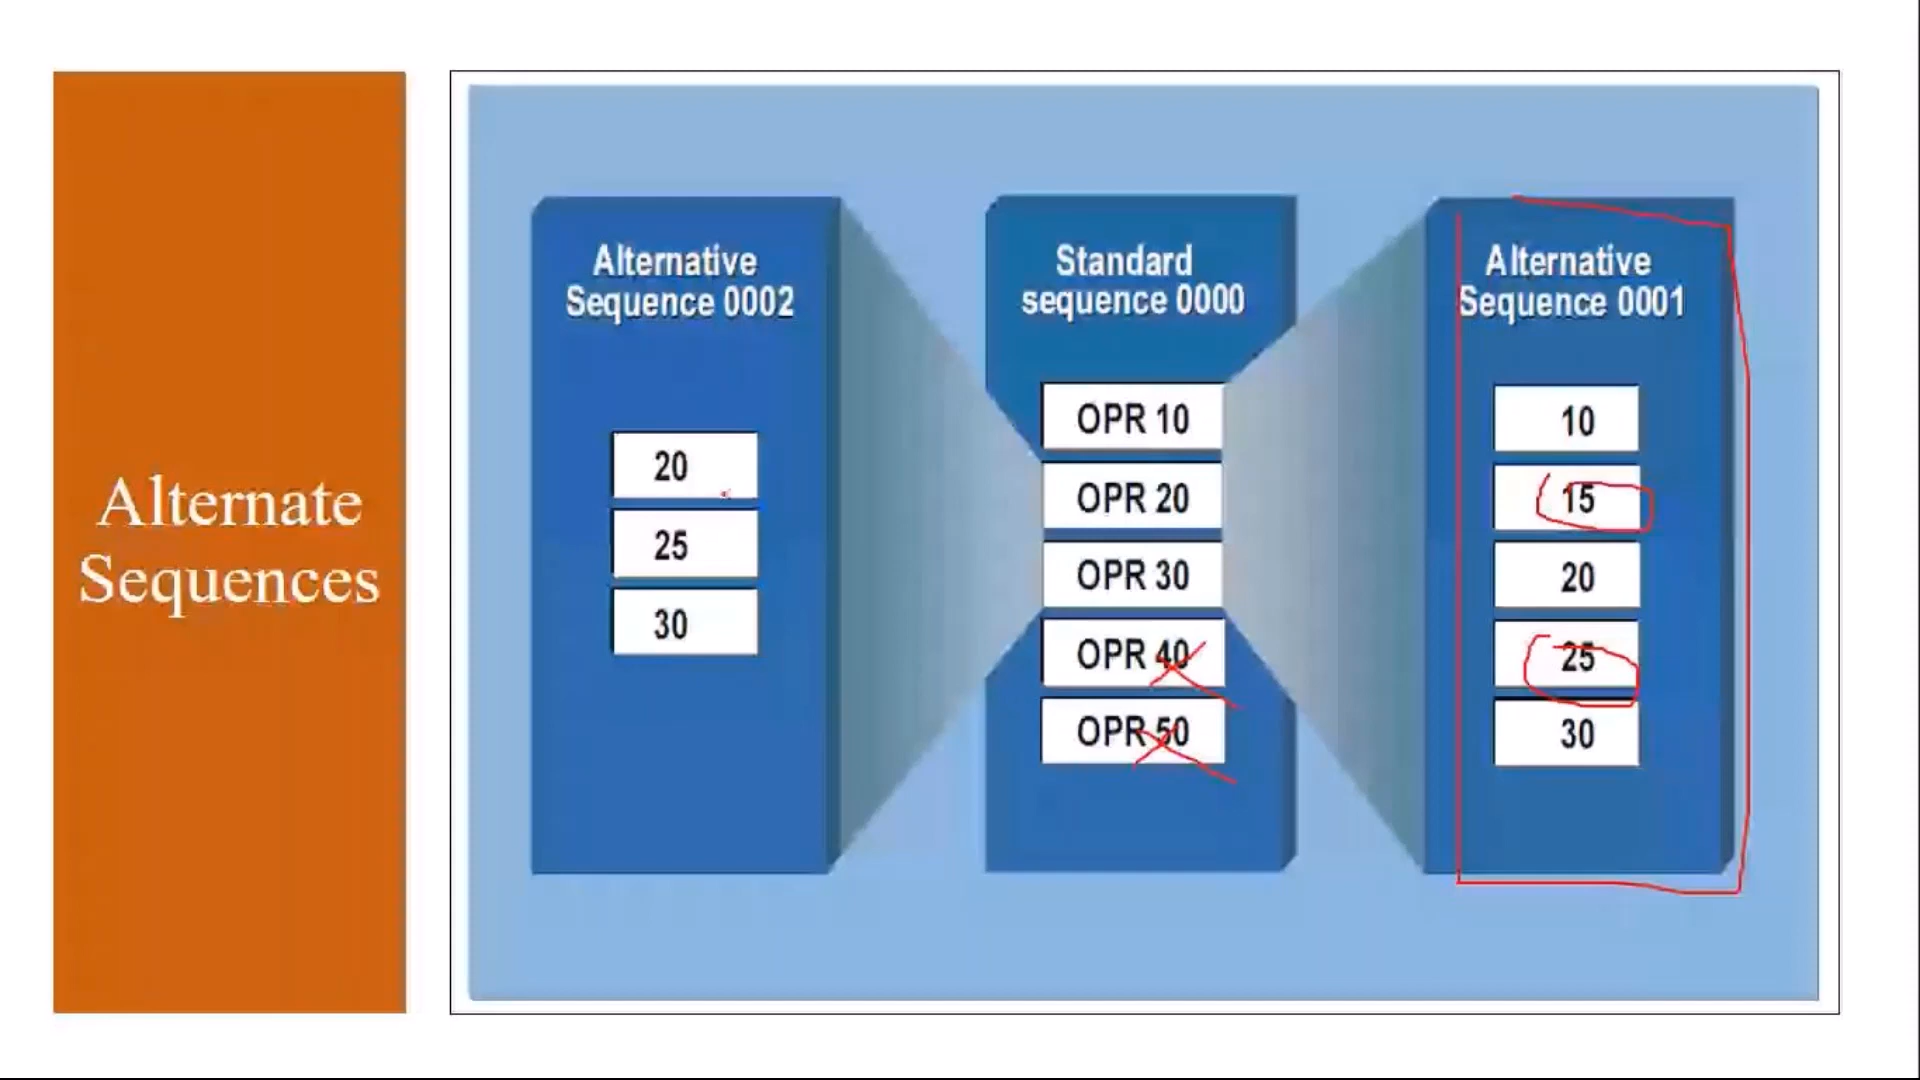 Alternate
Sequences
Alternative
Sequence 0002
20
25
30
Standard
sequence 0000
OPR 10
OPR 20
OPR 30
OPR 40
OPR 50
Alternative
Sequence 0001
10
15
20
25
30